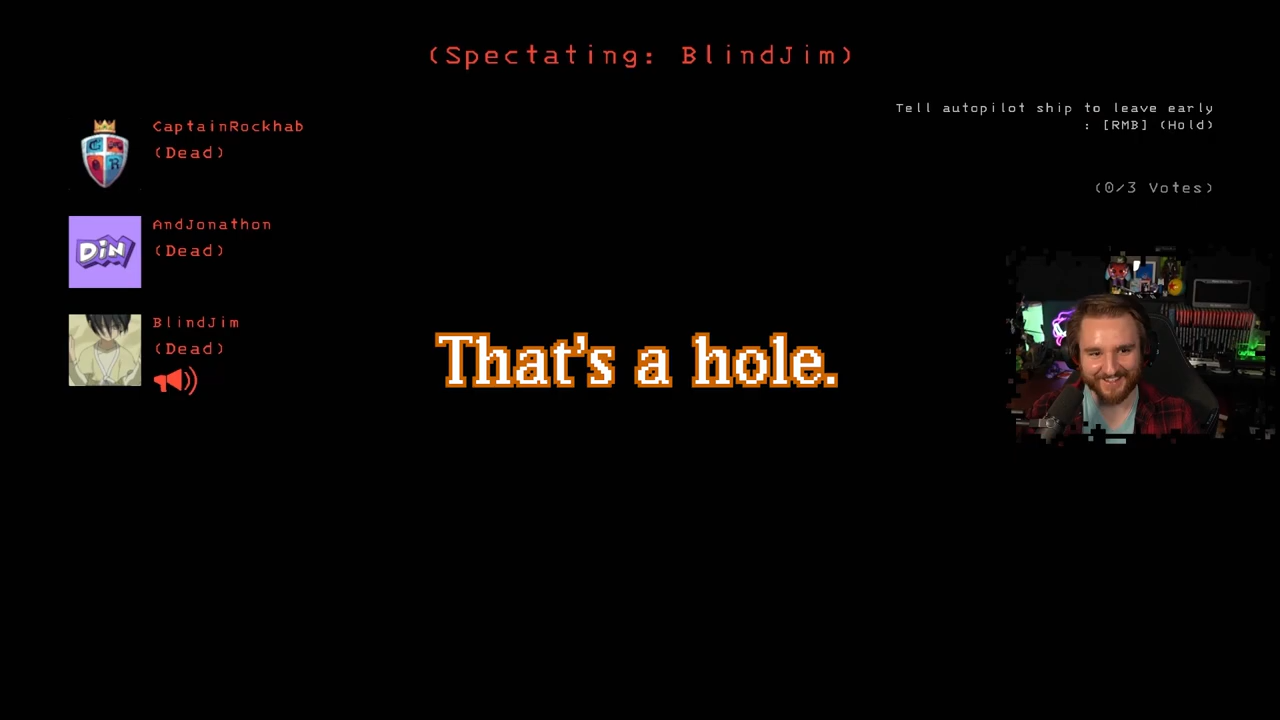 (Spectating: BlindJim)
CaptainRockhab
(Dead)
Tell autopilot ship to leave early
: [RMB] (Hold)
(0/3 Votes)
DiN
AndJonathon
(Dead)
BlindJim
(Dead)
That's a hole.